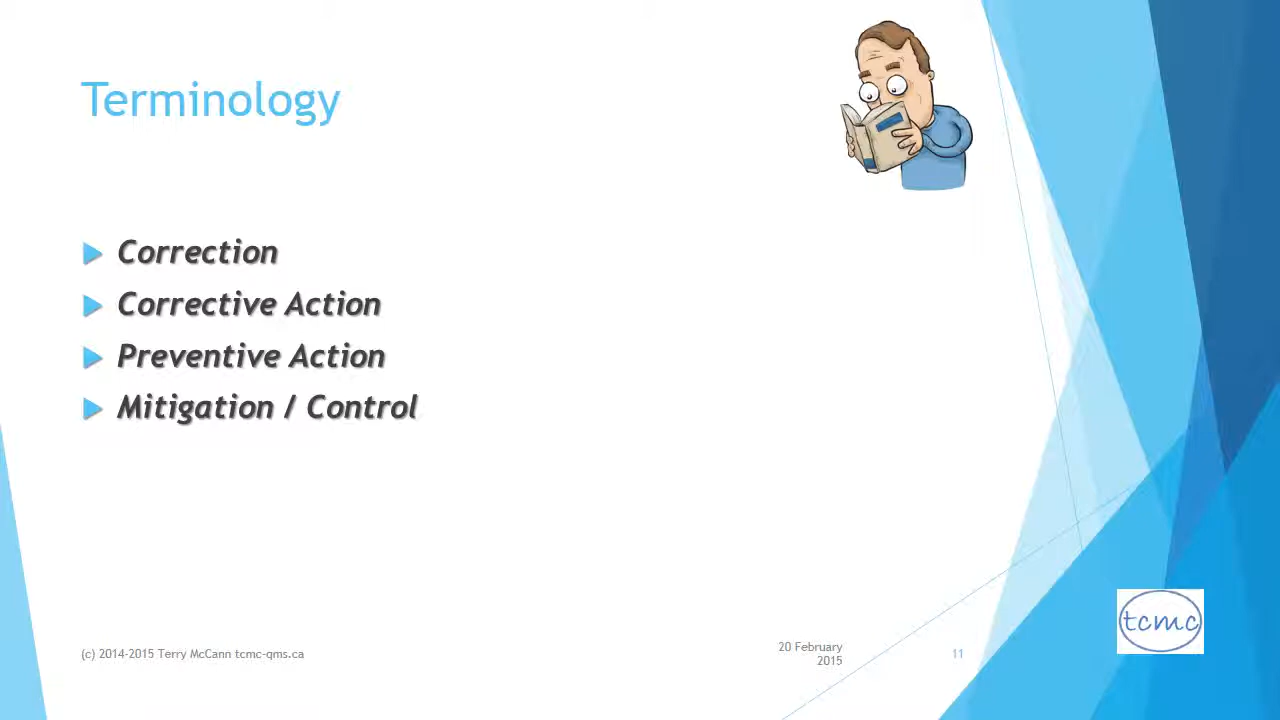 Terminology
Correction
Corrective Action
Preventive Action
Mitigation / Control
(c) 2014-2015 Terry McCann tcmc-qms.ca
20 February
2015
11
tcmc